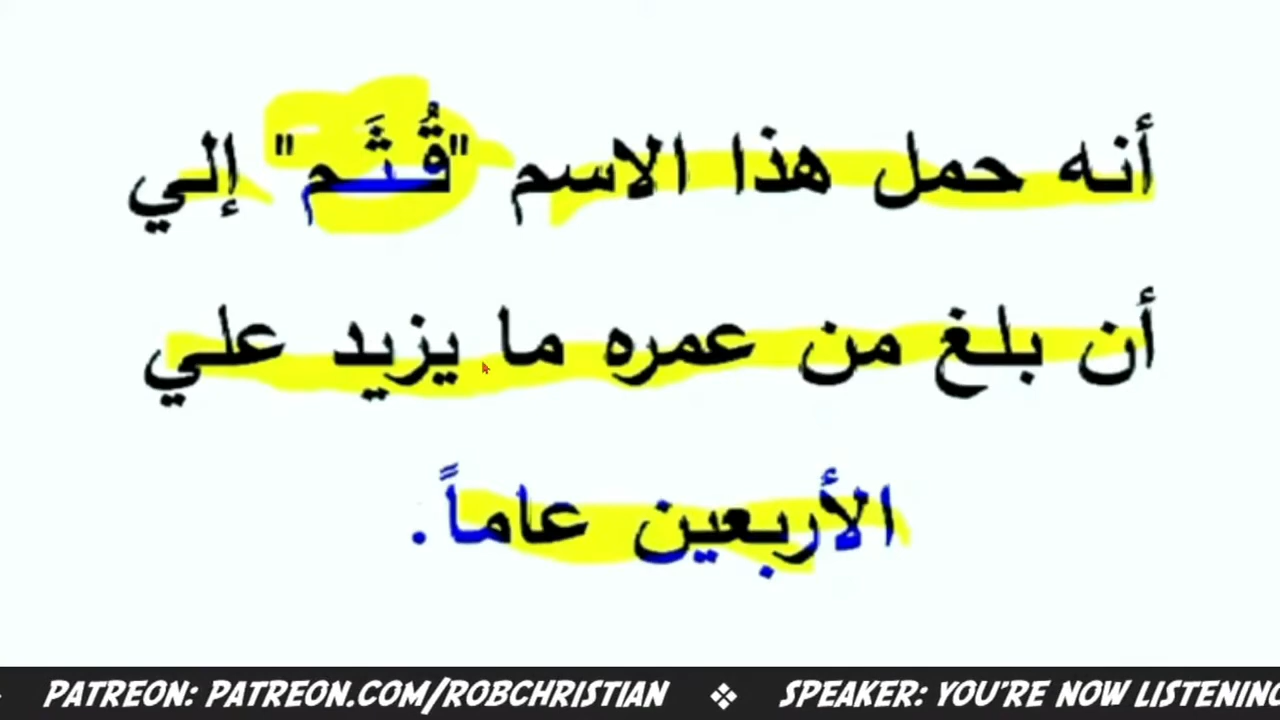 أنه حمل هذا الاسم "قُثَم" إلي
أن بلغ من عمره ما يزيد علي
الأربعين عاماً.
PATREON: PATREON.COM/ROBCHRISTIAN ❖ SPEAKER: YOU'RE NOW LISTENING